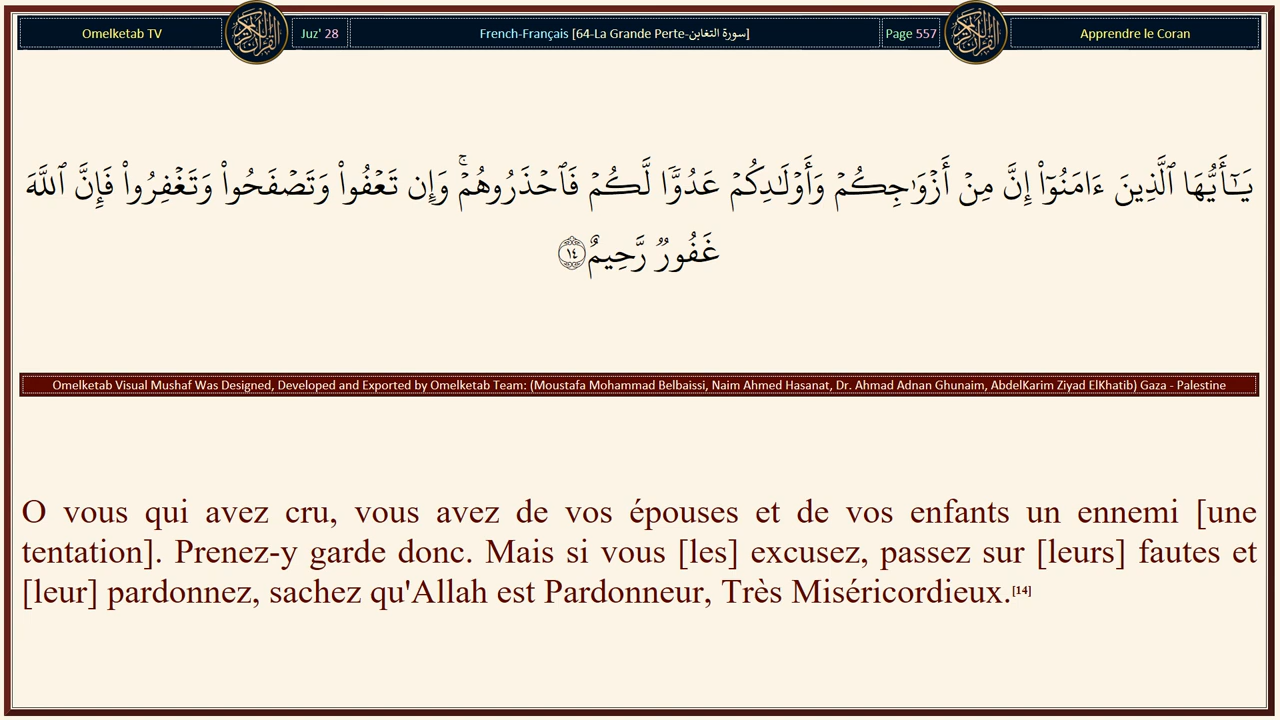 Omelketab TV
Juz' 28
French-Français [64-La Grande Perte-سورة التغابن]
Page 557
Apprendre le Coran
يَـٰٓأَيُّهَا ٱلَّذِينَ ءَامَنُوٓا۟ إِنَّ مِنْ أَزْوَٰجِكُمْ وَأَوْلَـٰدِكُمْ عَدُوًّا لَّكُمْ فَٱحْذَرُوهُمْ ۚ وَإِن تَعْفُوا۟ وَتَصْفَحُوا۟ وَتَغْفِرُوا۟ فَإِنَّ ٱللَّهَ
غَفُورٌ رَّحِيمٌ ١٤
Omelketab Visual Mushaf Was Designed, Developed and Exported by Omelketab Team: (Moustafa Mohammad Belbaissi, Naim Ahmed Hasanat, Dr. Ahmad Adnan Ghunaim, AbdelKarim Ziyad ElKhatib) Gaza - Palestine
O vous qui avez cru, vous avez de vos épouses et de vos enfants un ennemi [une
tentation]. Prenez-y garde donc. Mais si vous [les] excusez, passez sur [leurs] fautes et
[leur] pardonnez, sachez qu'Allah est Pardonneur, Très Miséricordieux.[14]